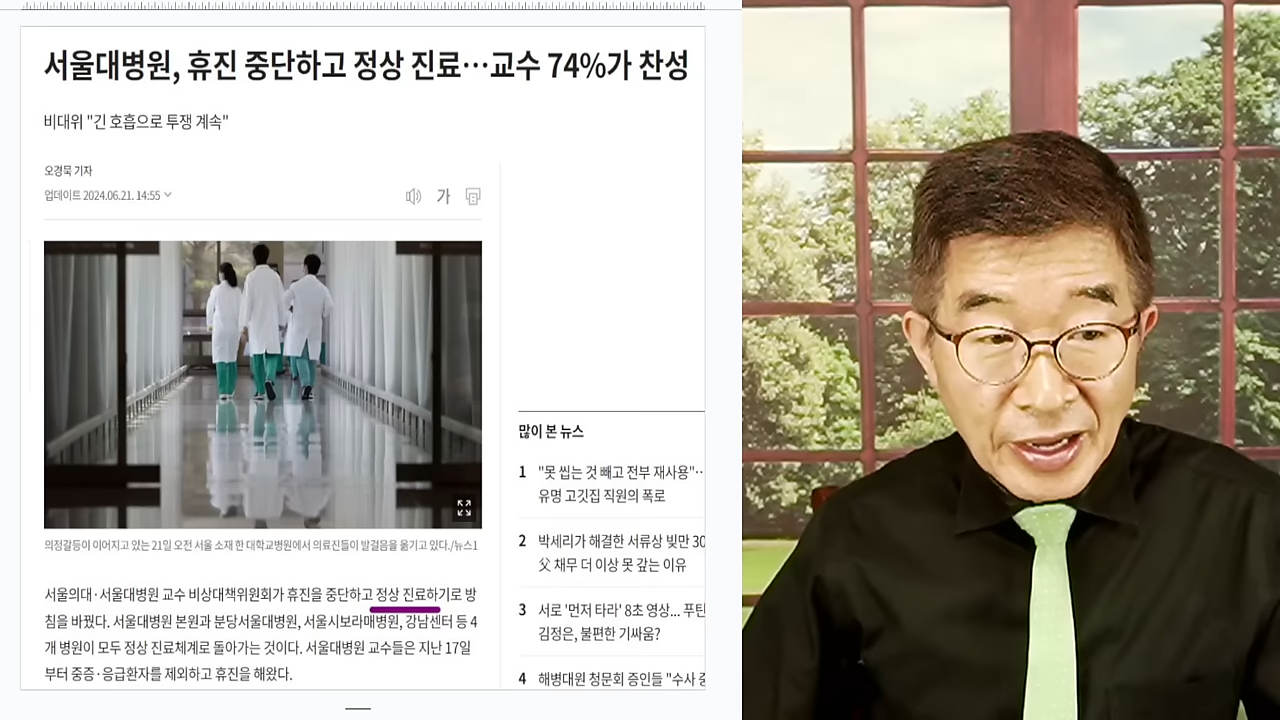 서울대병원, 휴진 중단하고 정상 진료…교수 74%가 찬성
비대위 "긴 호흡으로 투쟁 계속"
오경묵 기자
업데이트 2024.06.21. 14:55
가
의정갈등이 이어지고 있는 21일 오전 서울 소재 한 대학교병원에서 의료진들이 발걸음을 옮기고 있다./뉴스1
서울의대·서울대병원 교수 비상대책위원회가 휴진을 중단하고 정상 진료하기로 방
침을 바꿨다. 서울대병원 본원과 분당서울대병원, 서울시보라매병원, 강남센터 등 4
개 병원이 모두 정상 진료체계로 돌아가는 것이다. 서울대병원 교수들은 지난 17일
부터 중증·응급환자를 제외하고 휴진을 해왔다.
많이 본 뉴스
1 "못 씹는 것 빼고 전부 재사용"··
유명 고깃집 직원의 폭로
2 박세리가 해결한 서류상 빚만 30
父 채무 더 이상 못 갚는 이유
3 서로 '먼저 타라' 8초 영상... 푸틴
김정은, 불편한 기싸움?
4 해병대원 청문회 증인들 "수사 중